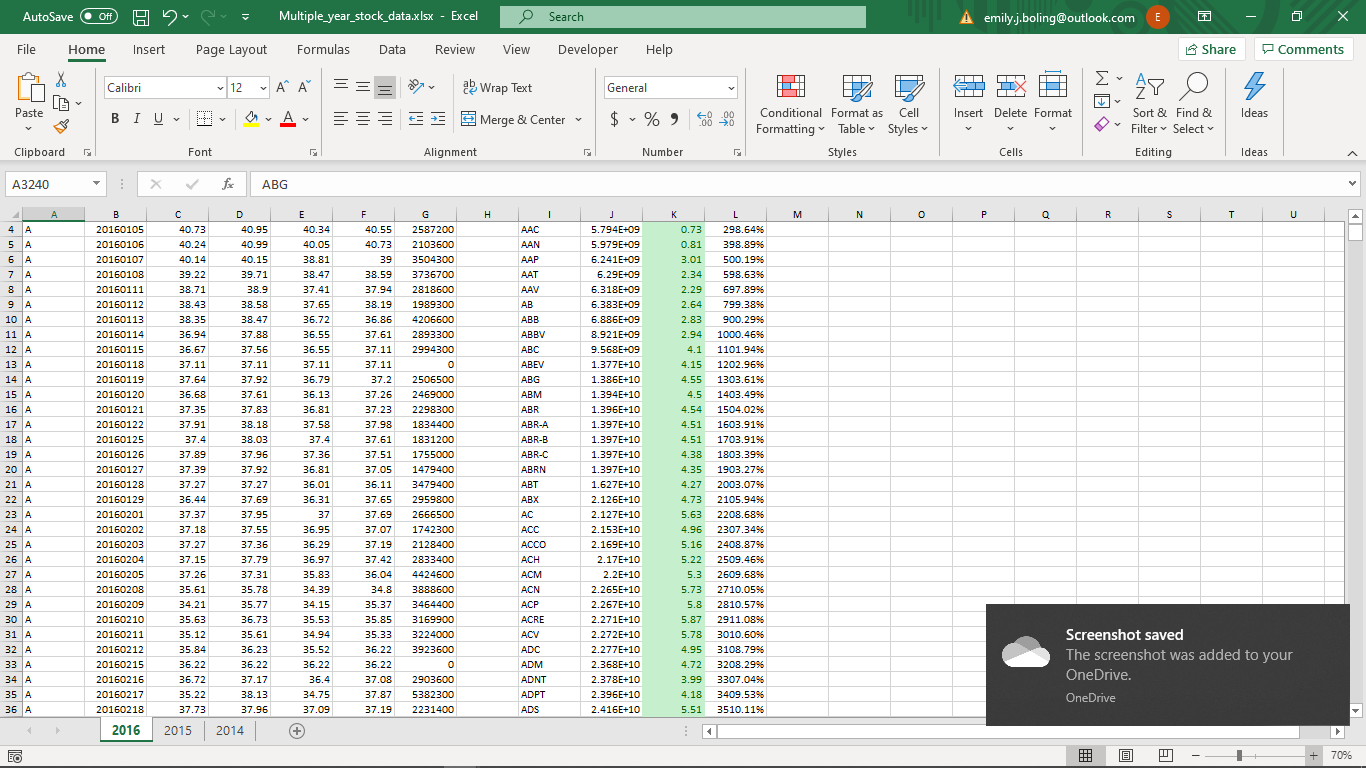 AutoSave Off Multiple_year_stock_data.xlsx - Excel Search emily.j.boling@outlook.com E
File Home Insert Page Layout Formulas Data Review View Developer Help Share Comments
Calibri 12 A A ab Wrap Text General
Paste B I U A Merge & Center $ % 9 Conditional Formatting Format as Table Cell Styles Insert Delete Format Sort & Filter Find & Select Ideas
Clipboard Font Alignment Number Styles Cells Editing Ideas
A3240 fx ABG
A B C D E F G H I J K L M N O P Q R S T U
4 A 20160105 40.73 40.95 40.34 40.55 2587200 AAC 5.794E+09 0.73 298.64%
5 A 20160106 40.24 40.99 40.05 40.73 2103600 AAN 5.979E+09 0.81 398.89%
6 A 20160107 40.14 40.15 38.81 39 3504300 AAP 6.241E+09 3.01 500.19%
7 A 20160108 39.22 39.71 38.47 38.59 3736700 AAT 6.29E+09 2.34 598.63%
8 A 20160111 38.71 38.9 37.41 37.94 2818600 AAV 6.318E+09 2.29 697.89%
9 A 20160112 38.43 38.58 37.65 38.19 1989300 AB 6.383E+09 2.64 799.38%
10 A 20160113 38.35 38.47 36.72 36.86 4206600 ABB 6.886E+09 2.83 900.29%
11 A 20160114 36.94 37.88 36.55 37.61 2893300 ABBV 8.921E+09 2.94 1000.46%
12 A 20160115 36.67 37.56 36.55 37.11 2994300 ABC 9.568E+09 4.1 1101.94%
13 A 20160118 37.11 37.11 37.11 37.11 0 ABEV 1.377E+10 4.15 1202.96%
14 A 20160119 37.64 37.92 36.79 37.2 2506500 ABG 1.386E+10 4.55 1303.61%
15 A 20160120 36.68 37.61 36.13 37.26 2469000 ABM 1.394E+10 4.5 1403.49%
16 A 20160121 37.35 37.83 36.81 37.23 2298300 ABR 1.396E+10 4.54 1504.02%
17 A 20160122 37.91 38.18 37.58 37.98 1834400 ABR-A 1.397E+10 4.51 1603.91%
18 A 20160125 37.4 38.03 37.4 37.61 1831200 ABR-B 1.397E+10 4.51 1703.91%
19 A 20160126 37.89 37.96 37.36 37.51 1755000 ABR-C 1.397E+10 4.38 1803.39%
20 A 20160127 37.39 37.92 36.81 37.05 1479400 ABRN 1.397E+10 4.35 1903.27%
21 A 20160128 37.27 37.27 36.01 36.11 3479400 ABT 1.627E+10 4.27 2003.07%
22 A 20160129 36.44 37.69 36.31 37.65 2959800 ABX 2.126E+10 4.73 2105.94%
23 A 20160201 37.37 37.95 37 37.69 2666500 AC 2.127E+10 5.63 2208.68%
24 A 20160202 37.18 37.55 36.95 37.07 1742300 ACC 2.153E+10 4.96 2307.34%
25 A 20160203 37.27 37.36 36.29 37.19 2128400 ACCO 2.169E+10 5.16 2408.87%
26 A 20160204 37.15 37.79 36.97 37.42 2833400 ACH 2.17E+10 5.22 2509.46%
27 A 20160205 37.26 37.31 35.83 36.04 4424600 ACM 2.2E+10 5.3 2609.68%
28 A 20160208 35.61 35.78 34.39 34.8 3888600 ACN 2.265E+10 5.73 2710.05%
29 A 20160209 34.21 35.77 34.15 35.37 3464400 ACP 2.267E+10 5.8 2810.57%
30 A 20160210 35.63 36.73 35.53 35.85 3169900 ACRE 2.271E+10 5.87 2911.08%
31 A 20160211 35.12 35.61 34.94 35.33 3224000 ACV 2.272E+10 5.78 3010.60%
32 A 20160212 35.84 36.23 35.52 36.22 3923600 ADC 2.277E+10 4.95 3108.79%
33 A 20160215 36.22 36.22 36.22 36.22 0 ADM 2.368E+10 4.72 3208.29%
34 A 20160216 36.72 37.17 36.4 37.08 2903600 ADNT 2.378E+10 3.99 3307.04%
35 A 20160217 35.22 38.13 34.75 37.87 5382300 ADPT 2.396E+10 4.18 3409.53%
36 A 20160218 37.73 37.96 37.09 37.19 2231400 ADS 2.416E+10 5.51 3510.11%
Screenshot saved
The screenshot was added to your
OneDrive.
OneDrive
2016 2015 2014
70%